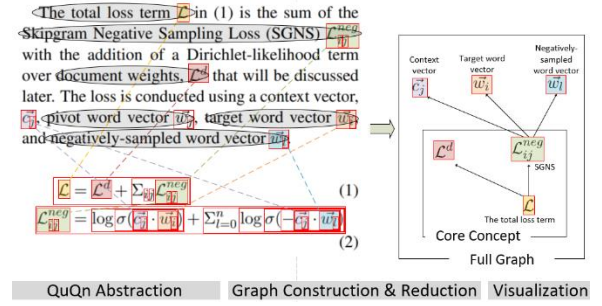 The total loss term ℒ in (1) is the sum of the
Skipgram Negative Sampling Loss (SGNS) ℒ_ij^neg
with the addition of a Dirichlet-likelihood term
over document weights, ℒ^d that will be discussed
later. The loss is conducted using a context vector,
c⃗_j, pivot word vector w⃗_j, target word vector w⃗_i
and negatively-sampled word vector w⃗_l.
ℒ = ℒ^d + Σ_ij ℒ_ij^neg (1)
ℒ_ij^neg = log σ(c⃗_j · w⃗_i) + Σ_{l=0}^n log σ(−c⃗_j · w⃗_l)
(2)
Context vector
c⃗_j
Target word vector
w⃗_i
Negatively-sampled word vector
w⃗_l
ℒ^d
ℒ_ij^neg
SGNS
ℒ
The total loss term
Core Concept
Full Graph
QuQn Abstraction
Graph Construction & Reduction
Visualization